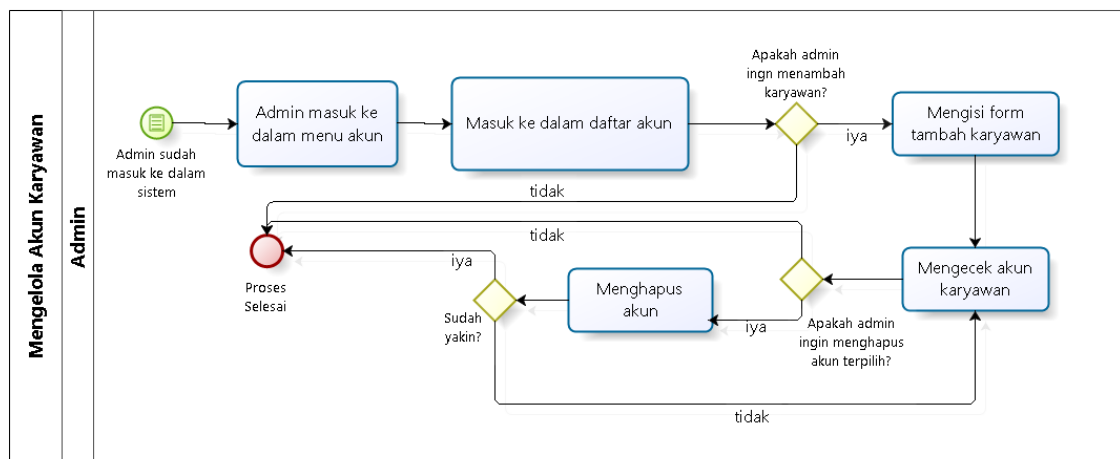 Mengelola Akun Karyawan
Admin
Admin sudah
masuk ke dalam
sistem
Admin masuk ke
dalam menu akun
Masuk ke dalam daftar akun
Apakah admin
ingn menambah
karyawan?
iya
Mengisi form
tambah karyawan
tidak
tidak
Proses
Selesai
iya
Sudah
yakin?
Menghapus
akun
iya
Apakah admin
ingin menghapus
akun terpilih?
Mengecek akun
karyawan
tidak